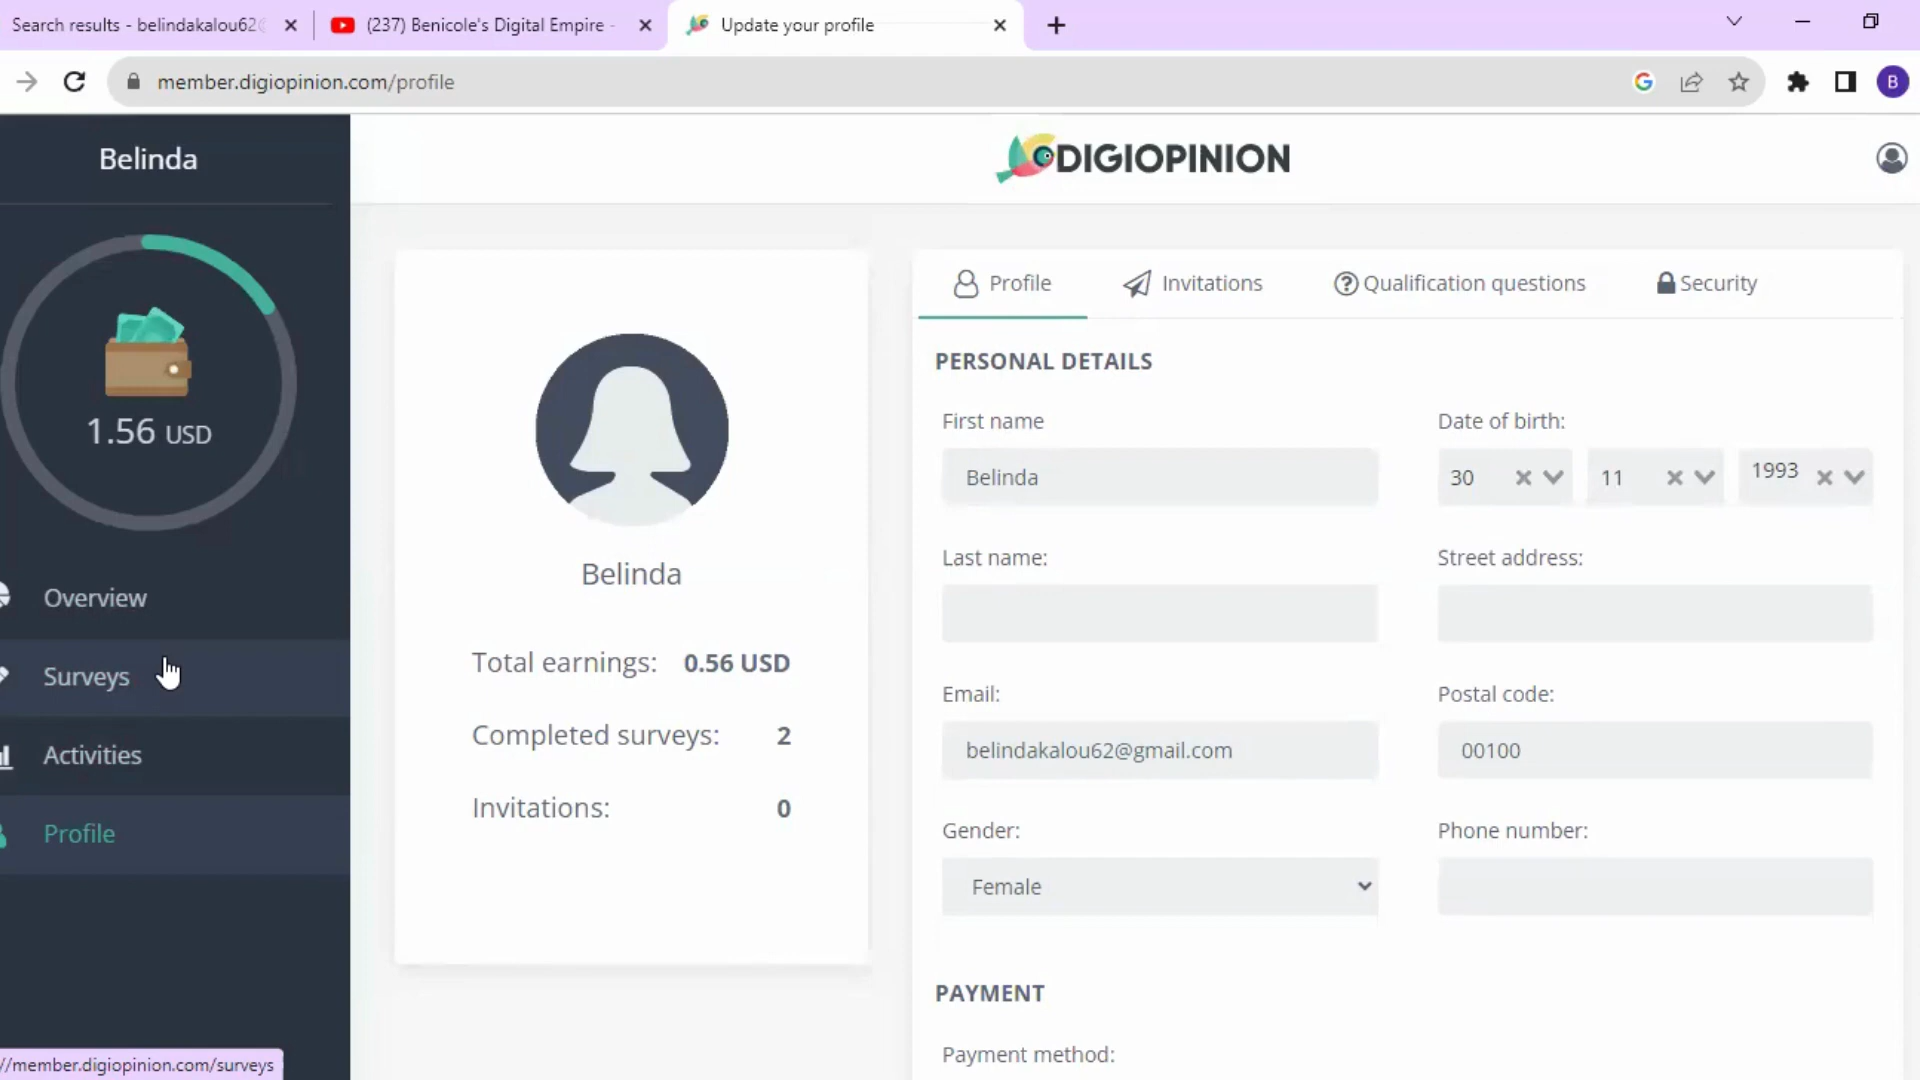 Search results - belindakalou62@
(237) Benicole's Digital Empire -
Update your profile
member.digiopinion.com/profile
B
Belinda
DIGIOPINION
1.56 USD
Overview
Surveys
Activities
Profile
Belinda
Total earnings: 0.56 USD
Completed surveys: 2
Invitations: 0
Profile
Invitations
Qualification questions
Security
PERSONAL DETAILS
First name
Belinda
Date of birth:
30 11 1993
Last name:
Street address:
Email:
belindakalou62@gmail.com
Postal code:
00100
Gender:
Female
Phone number:
PAYMENT
Payment method:
//member.digiopinion.com/surveys